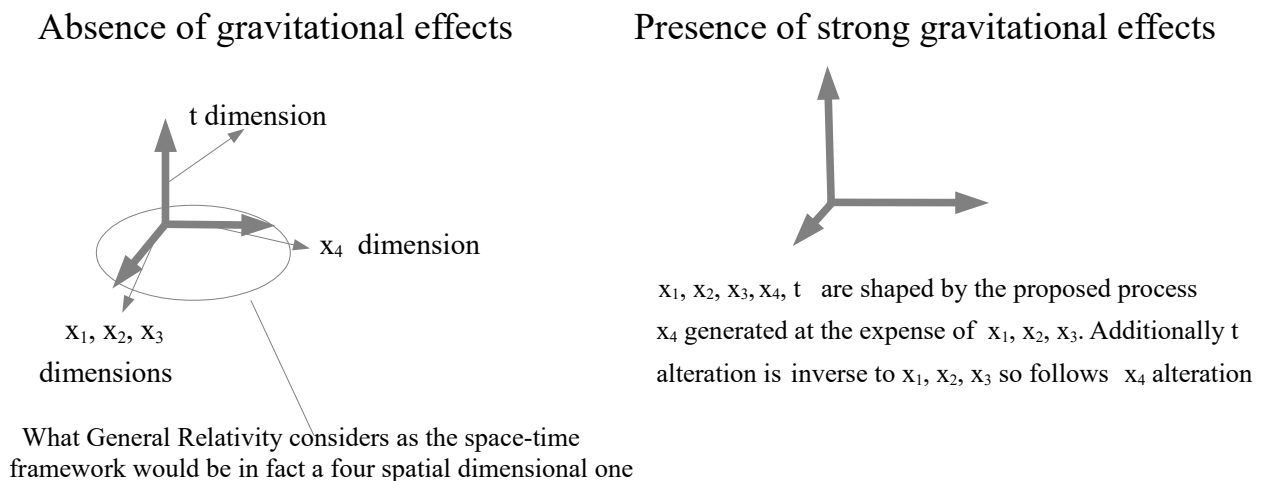 Absence of gravitational effects
Presence of strong gravitational effects
t dimension
x₄ dimension
x₁, x₂, x₃
dimensions
What General Relativity considers as the space-time
framework would be in fact a four spatial dimensional one
x₁, x₂, x₃, x₄, t are shaped by the proposed process
x₄ generated at the expense of x₁, x₂, x₃. Additionally t
alteration is inverse to x₁, x₂, x₃ so follows x₄ alteration